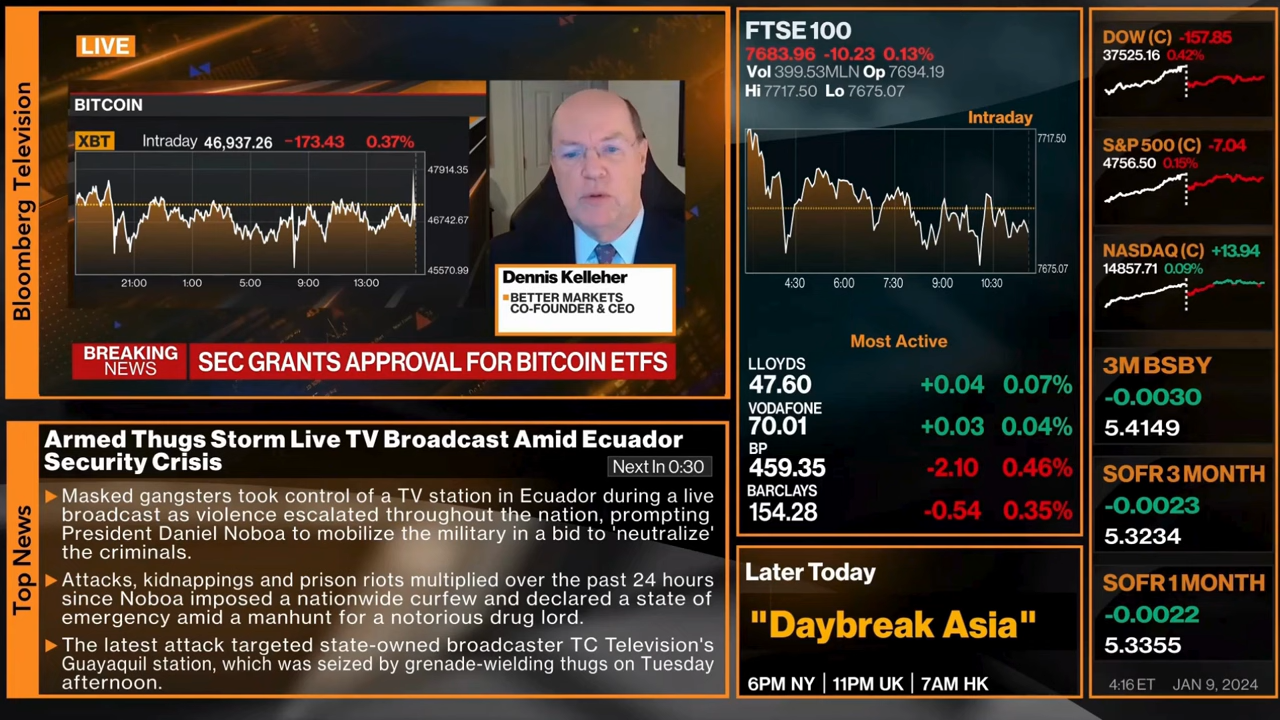 Bloomberg Television
LIVE
BITCOIN
XBT Intraday 46,937.26 -173.43 0.37%
47914.35
46742.67
45570.99
21:00 1:00 5:00 9:00 13:00
Dennis Kelleher
BETTER MARKETS
CO-FOUNDER & CEO
BREAKING
NEWS
SEC GRANTS APPROVAL FOR BITCOIN ETFS
Top News
Armed Thugs Storm Live TV Broadcast Amid Ecuador
Security Crisis
Next In 0:30
Masked gangsters took control of a TV station in Ecuador during a live
broadcast as violence escalated throughout the nation, prompting
President Daniel Noboa to mobilize the military in a bid to 'neutralize'
the criminals.
Attacks, kidnappings and prison riots multiplied over the past 24 hours
since Noboa imposed a nationwide curfew and declared a state of
emergency amid a manhunt for a notorious drug lord.
The latest attack targeted state-owned broadcaster TC Television's
Guayaquil station, which was seized by grenade-wielding thugs on Tuesday
afternoon.
FTSE 100
7683.96 -10.23 0.13%
Vol 399.53MLN Op 7694.19
Hi 7717.50 Lo 7675.07
Intraday
7717.50
7675.07
4:30 6:00 7:30 9:00 10:30
Most Active
LLOYDS
47.60 +0.04 0.07%
VODAFONE
70.01 +0.03 0.04%
BP
459.35 -2.10 0.46%
BARCLAYS
154.28 -0.54 0.35%
Later Today
"Daybreak Asia"
6PM NY | 11PM UK | 7AM HK
DOW (C) -157.85
37525.16 0.42%
S&P 500 (C) -7.04
4756.50 0.15%
NASDAQ (C) +13.94
14857.71 0.09%
3M BSBY
-0.0030
5.4149
SOFR 3 MONTH
-0.0023
5.3234
SOFR 1 MONTH
-0.0022
5.3355
4:16 ET JAN 9, 2024